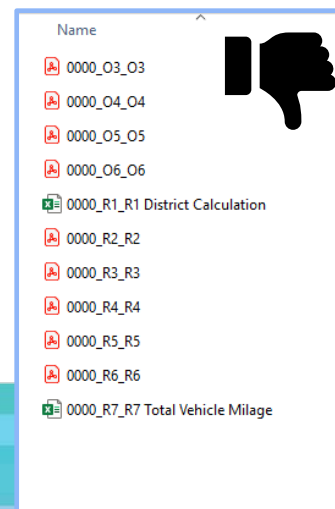 Name
0000_O3_O3
0000_O4_O4
0000_O5_O5
0000_O6_O6
0000_R1_R1 District Calculation
0000_R2_R2
0000_R3_R3
0000_R4_R4
0000_R5_R5
0000_R6_R6
0000_R7_R7 Total Vehicle Milage